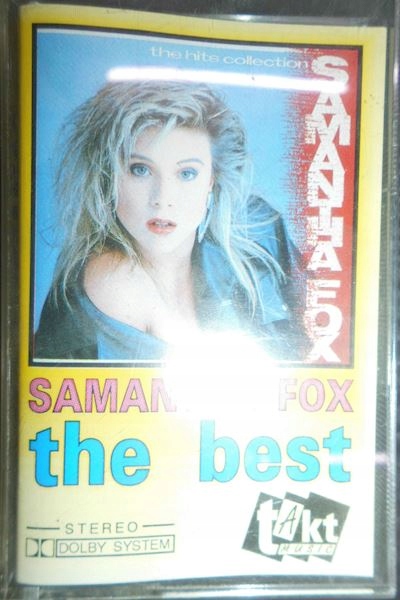 the hits collection
SAMANTHA FOX
SAMAN FOX
the best
STEREO
DOLBY SYSTEM
tAkt
MUSIC